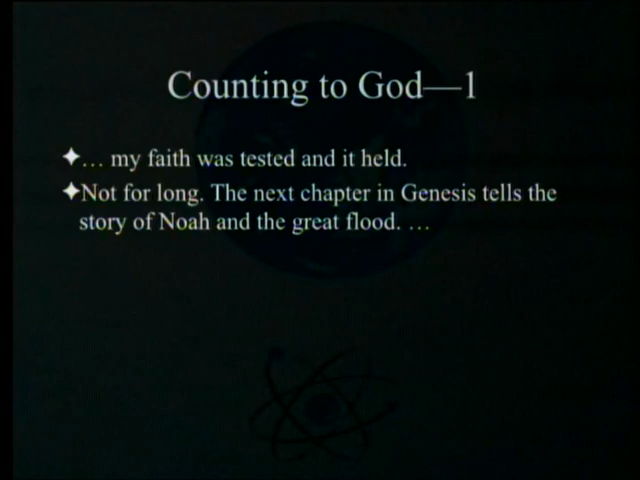 Counting to God—1
✦… my faith was tested and it held.
✦Not for long. The next chapter in Genesis tells the
story of Noah and the great flood. …